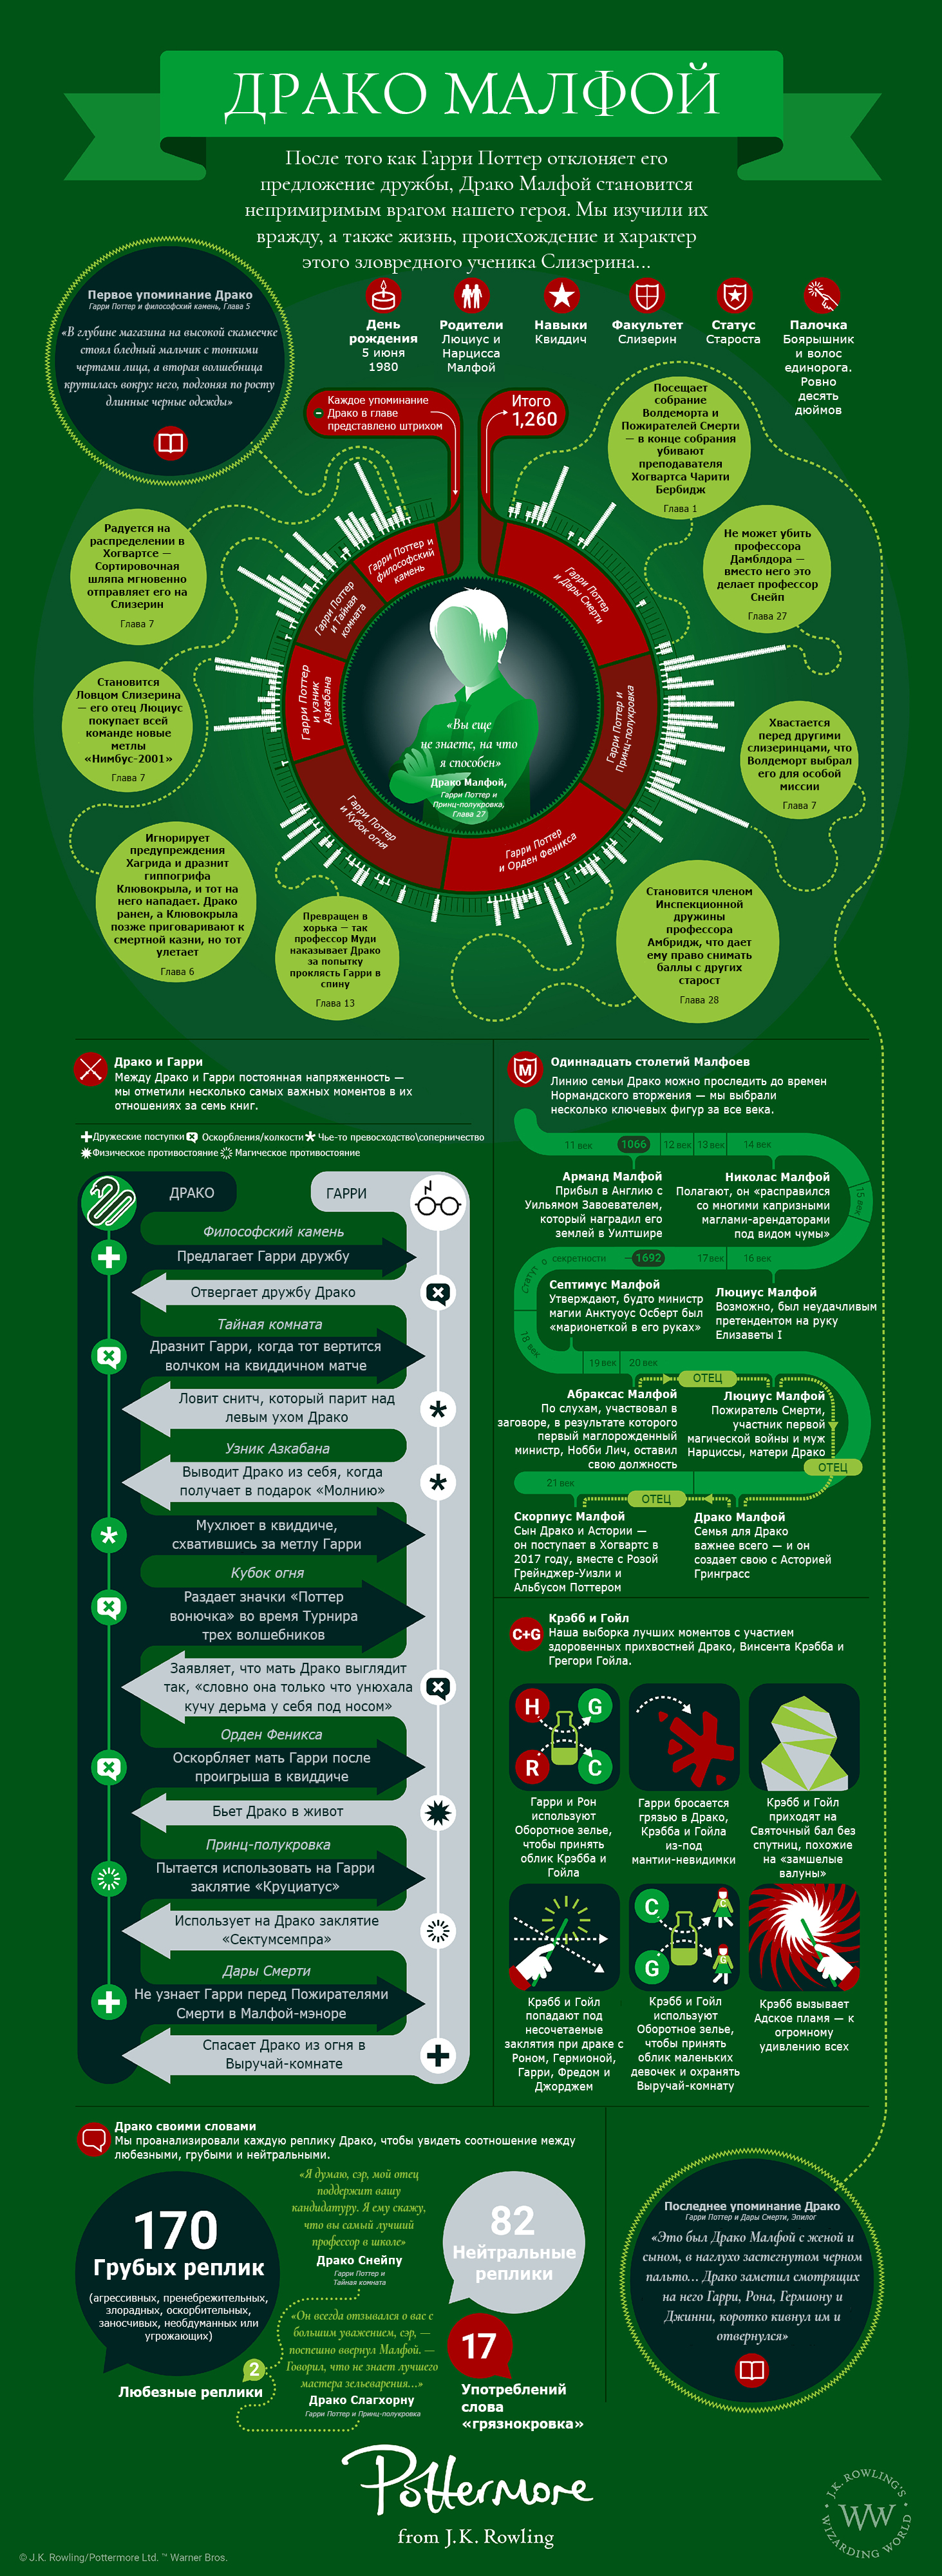 ДРАКО МАЛФОЙ
После того как Гарри Поттер отклоняет его
предложение дружбы, Драко Малфой становится
непримиримым врагом нашего героя. Мы изучили их
вражду, а также жизнь, происхождение и характер
этого зловредного ученика Слизерина...
Первое упоминание Драко
Гарри Поттер и философский камень, Глава 5
«В глубине магазина на высокой скамеечке
стоял бледный мальчик с тонкими
чертами лица, а вторая волшебница
крутилась вокруг него, подгоняя по росту
длинные черные одежды»
День
рождения
5 июня
1980
Родители
Люциус и
Нарцисса
Малфой
Навыки
Квиддич
Факультет
Слизерин
Статус
Староста
Палочка
Боярышник
и волос
единорога.
Ровно
десять
дюймов
Каждое упоминание
Драко в главе
представлено штрихом
Итого
1,260
Посещает
собрание
Волдеморта и
Пожирателей Смерти
— в конце собрания
убивают
преподавателя
Хогвартса Чарити
Бербидж
Глава 1
Радуется на
распределении в
Хогвартсе —
Сортировочная
шляпа мгновенно
отправляет его на
Слизерин
Глава 7
Не может убить
профессора
Дамблдора —
вместо него это
делает профессор
Снейп
Глава 27
Гарри Поттер и
философский
камень
Гарри Поттер
и Тайная
комната
Гарри Поттер
и узник
Азкабана
Гарри Поттер
и Кубок огня
Гарри Поттер
и Орден Феникса
Гарри Поттер и
Принц-полукровка
Гарри Поттер
и Дары Смерти
«Вы еще
не знаете, на что
я способен»
Драко Малфой,
Гарри Поттер и
Принц-полукровка,
Глава 27
Становится
Ловцом Слизерина
— его отец Люциус
покупает всей
команде новые
метлы
«Нимбус-2001»
Глава 7
Хвастается
перед другими
слизеринцами, что
Волдеморт выбрал
его для особой
миссии
Глава 7
Игнорирует
предупреждения
Хагрида и дразнит
гиппогрифа
Клювокрыла, и тот на
него нападает. Драко
ранен, а Клювокрыла
позже приговаривают к
смертной казни, но тот
улетает
Глава 6
Превращен в
хорька — так
профессор Муди
наказывает Драко
за попытку
проклясть Гарри в
спину
Глава 13
Становится членом
Инспекционной
дружины
профессора
Амбридж, что дает
ему право снимать
баллы с других
старост
Глава 28
Драко и Гарри
Между Драко и Гарри постоянная напряженность —
мы отметили несколько самых важных моментов в их
отношениях за семь книг.
Дружеские поступки Оскорбления/колкости Чье-то превосходство\соперничество
Физическое противостояние Магическое противостояние
ДРАКО
ГАРРИ
Философский камень
Предлагает Гарри дружбу
Отвергает дружбу Драко
Тайная комната
Дразнит Гарри, когда тот вертится
волчком на квиддичном матче
Ловит снитч, который парит над
левым ухом Драко
Узник Азкабана
Выводит Драко из себя, когда
получает в подарок «Молнию»
Мухлюет в квиддиче,
схватившись за метлу Гарри
Кубок огня
Раздает значки «Поттер
вонючка» во время Турнира
трех волшебников
Заявляет, что мать Драко выглядит
так, «словно она только что унюхала
кучу дерьма у себя под носом»
Орден Феникса
Оскорбляет мать Гарри после
проигрыша в квиддиче
Бьет Драко в живот
Принц-полукровка
Пытается использовать на Гарри
заклятие «Круциатус»
Использует на Драко заклятие
«Сектумсемпра»
Дары Смерти
Не узнает Гарри перед Пожирателями
Смерти в Малфой-мэноре
Спасает Драко из огня в
Выручай-комнате
M
Одиннадцать столетий Малфоев
Линию семьи Драко можно проследить до времен
Нормандского вторжения — мы выбрали
несколько ключевых фигур за все века.
11 век
1066
12 век
13 век
14 век
Арманд Малфой
Прибыл в Англию с
Уильямом Завоевателем,
который наградил его
землей в Уилтшире
Николас Малфой
Полагают, он «расправился
со многими капризными
маглами-арендаторами
под видом чумы»
15 век
Статут о секретности
1692
17век
16 век
Септимус Малфой
Утверждают, будто министр
магии Анктуоус Осберт был
«марионеткой в его руках»
Люциус Малфой
Возможно, был неудачливым
претендентом на руку
Елизаветы I
18 век
19 век
20 век
ОТЕЦ
Абраксас Малфой
По слухам, участвовал в
заговоре, в результате которого
первый маглорожденный
министр, Нобби Лич, оставил
свою должность
Люциус Малфой
Пожиратель Смерти,
участник первой
магической войны и муж
Нарциссы, матери Драко
ОТЕЦ
21 век
ОТЕЦ
Скорпиус Малфой
Сын Драко и Астории —
он поступает в Хогвартс в
2017 году, вместе с Розой
Грейнджер-Уизли и
Альбусом Поттером
Драко Малфой
Семья для Драко
важнее всего — и он
создает свою с Асторией
Гринграсс
C+G
Крэбб и Гойл
Наша выборка лучших моментов с участием
здоровенных прихвостней Драко, Винсента Крэбба и
Грегори Гойла.
H
G
R
C
Гарри и Рон
используют
Оборотное зелье,
чтобы принять
облик Крэбба и
Гойла
Гарри бросается
грязью в Драко,
Крэбба и Гойла
из-под
мантии-невидимки
Крэбб и Гойл
приходят на
Святочный бал без
спутниц, похожие
на «замшелые
валуны»
C
C
G
G
Крэбб и Гойл
попадают под
несочетаемые
заклятия при драке с
Роном, Гермионой,
Гарри, Фредом и
Джорджем
Крэбб и Гойл
используют
Оборотное зелье,
чтобы принять
облик маленьких
девочек и охранять
Выручай-комнату
Крэбб вызывает
Адское пламя — к
огромному
удивлению всех
Драко своими словами
Мы проанализировали каждую реплику Драко, чтобы увидеть соотношение между
любезными, грубыми и нейтральными.
170
Грубых реплик
(агрессивных, пренебрежительных,
злорадных, оскорбительных,
заносчивых, необдуманных или
угрожающих)
«Я думаю, сэр, мой отец
поддержит вашу
кандидатуру. Я ему скажу,
что вы самый лучший
профессор в школе»
Драко Снейпу
Гарри Поттер и
Тайная комната
82
Нейтральные
реплики
«Он всегда отзывался о вас с
большим уважением, сэр, —
поспешно ввернул Малфой. —
Говорил, что не знает лучшего
мастера зельеварения...»
Драко Слагхорну
Гарри Поттер и Принц-полукровка
2
Любезные реплики
17
Употреблений
слова
«грязнокровка»
Последнее упоминание Драко
Гарри Поттер и Дары Смерти, Эпилог
«Это был Драко Малфой с женой и
сыном, в наглухо застегнутом черном
пальто... Драко заметил смотрящих
на него Гарри, Рона, Гермиону и
Джинни, коротко кивнул им и
отвернулся»
Pottermore
from J.K. Rowling
J.K. ROWLING'S
WW
WIZARDING WORLD
© J.K. Rowling/Pottermore Ltd. ™ Warner Bros.